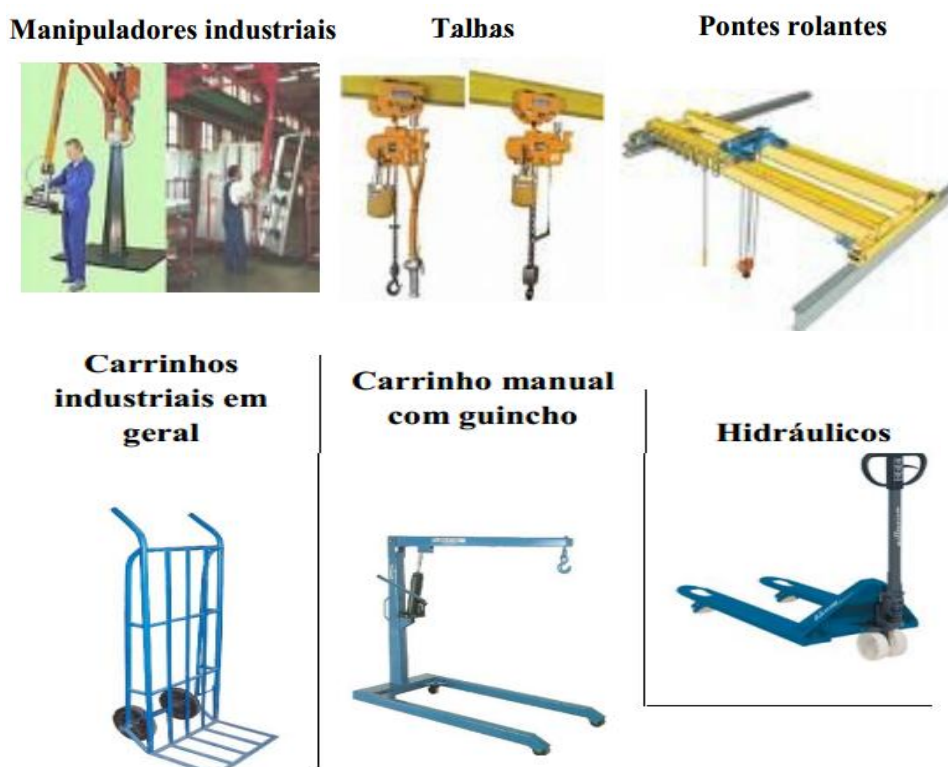 Manipuladores industriais
Talhas
Pontes rolantes
Carrinhos
industriais em
geral
Carrinho manual
com guincho
Hidráulicos